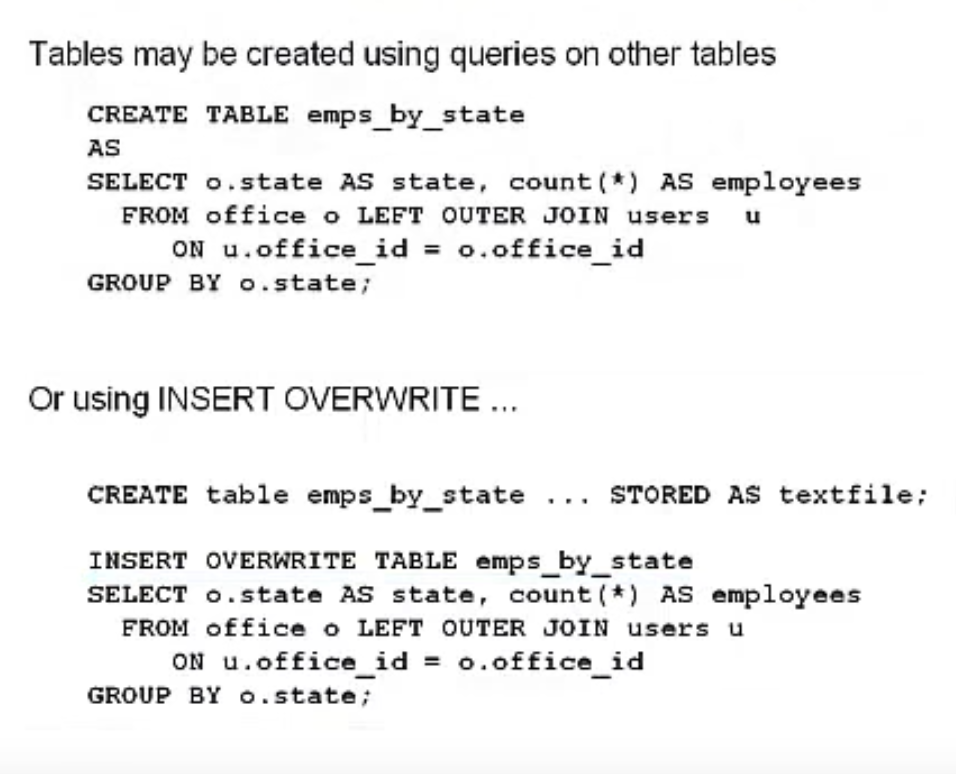 Tables may be created using queries on other tables
CREATE TABLE emps_by_state
AS
SELECT o.state AS state, count(*) AS employees
FROM office o LEFT OUTER JOIN users u
ON u.office_id = o.office_id
GROUP BY o.state;
Or using INSERT OVERWRITE ...
CREATE table emps_by_state ... STORED AS textfile;
INSERT OVERWRITE TABLE emps_by_state
SELECT o.state AS state, count(*) AS employees
FROM office o LEFT OUTER JOIN users u
ON u.office_id = o.office_id
GROUP BY o.state;